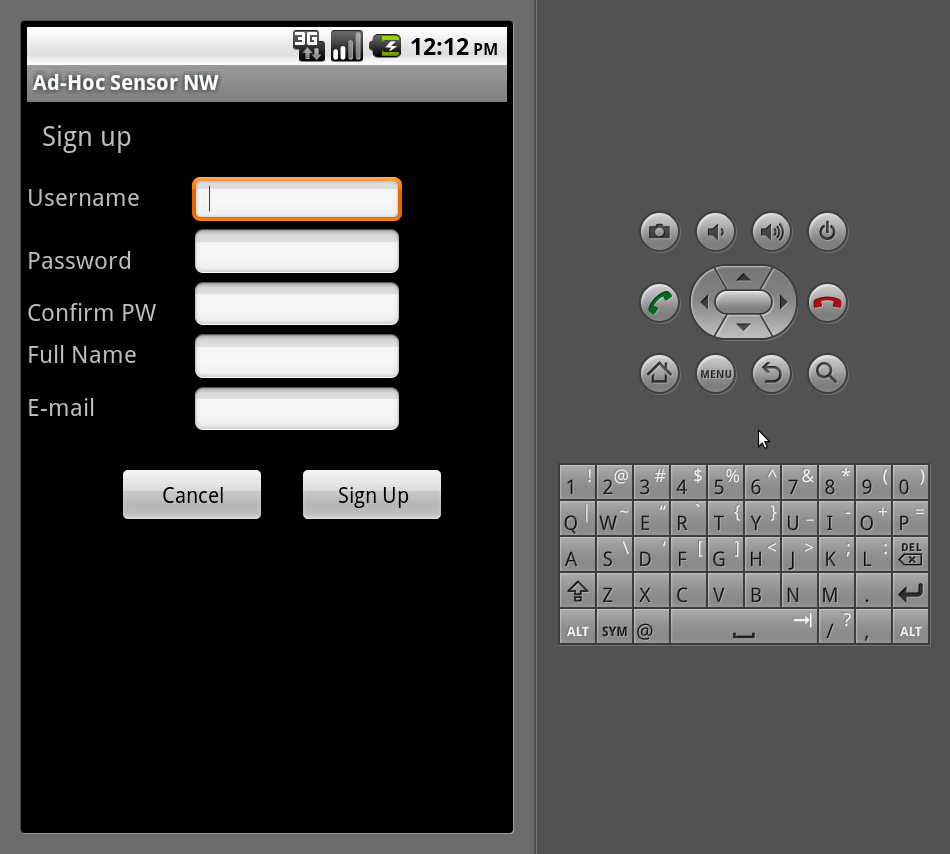 3G 12:12 PM
Ad-Hoc Sensor NW
Sign up
Username
Password
Confirm PW
Full Name
E-mail
Cancel Sign Up
MENU
1 ! 2 @ 3 # 4 $ 5 % 6 ^ 7 & 8 * 9 ( 0 )
Q | W ~ E “ R ` T { Y } U _ I - O + P =
A S \ D ‘ F [ G ] H < J > K ; L : DEL
Z X C V B N M .
ALT SYM @ / ? , ALT